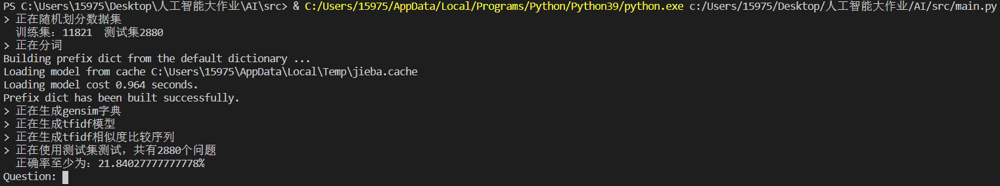 PS C:\Users\15975\Desktop\人工智能大作业\AI\src> & C:/Users/15975/AppData/Local/Programs/Python/Python39/python.exe c:/Users/15975/Desktop/人工智能大作业/AI/src/main.py
> 正在随机划分数据集
训练集：11821 测试集2880
> 正在分词
Building prefix dict from the default dictionary ...
Loading model from cache C:\Users\15975\AppData\Local\Temp\jieba.cache
Loading model cost 0.964 seconds.
Prefix dict has been built successfully.
> 正在生成gensim字典
> 正在生成tfidf模型
> 正在生成tfidf相似度比较序列
> 正在使用测试集测试，共有2880个问题
正确率至少为：21.84027777777778%
Question: